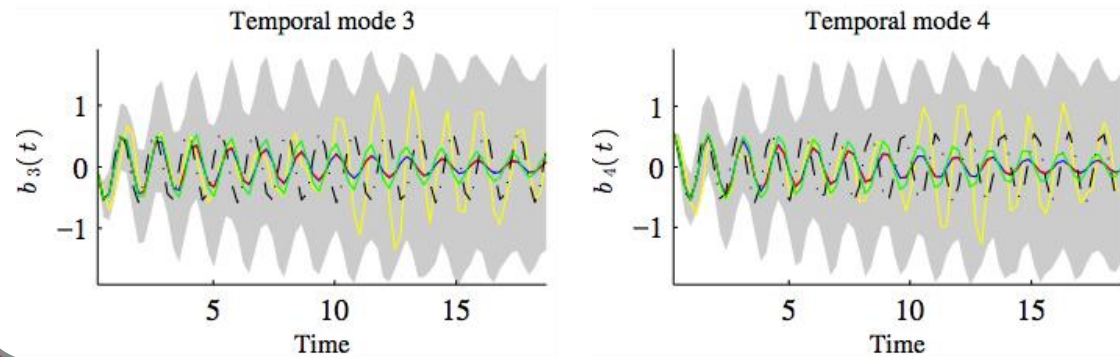 Temporal mode 3
b3(t)
1
0
−1
5 10 15
Time
Temporal mode 4
b4(t)
1
0
−1
5 10 15
Time